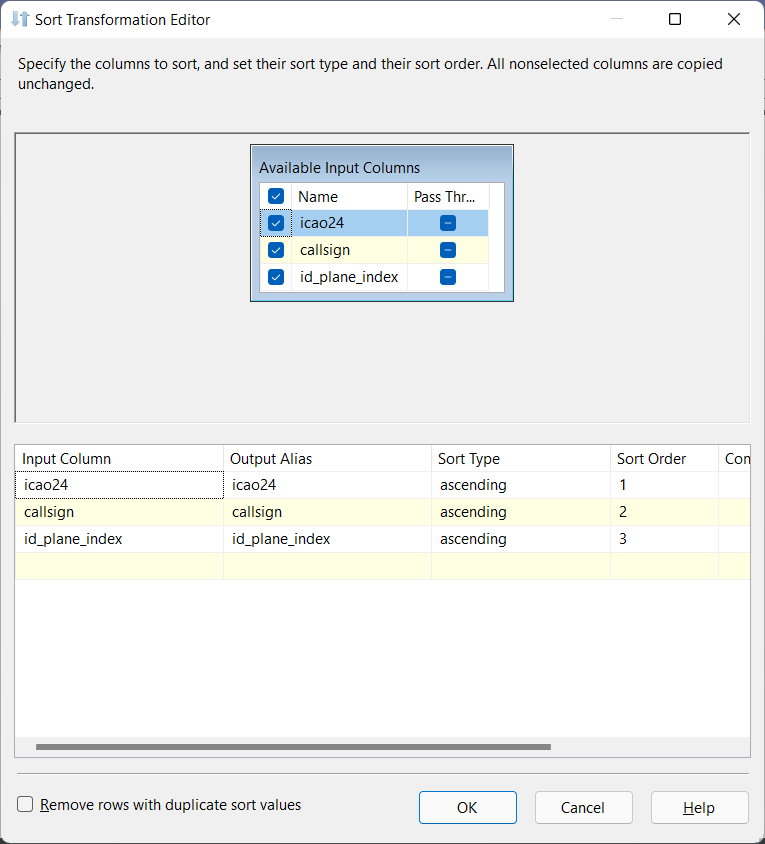 Sort Transformation Editor
Specify the columns to sort, and set their sort type and their sort order. All nonselected columns are copied
unchanged.
Available Input Columns
Name Pass Thr...
icao24
callsign
id_plane_index
Input Column Output Alias Sort Type Sort Order Con
icao24 icao24 ascending 1
callsign callsign ascending 2
id_plane_index id_plane_index ascending 3
Remove rows with duplicate sort values OK Cancel Help